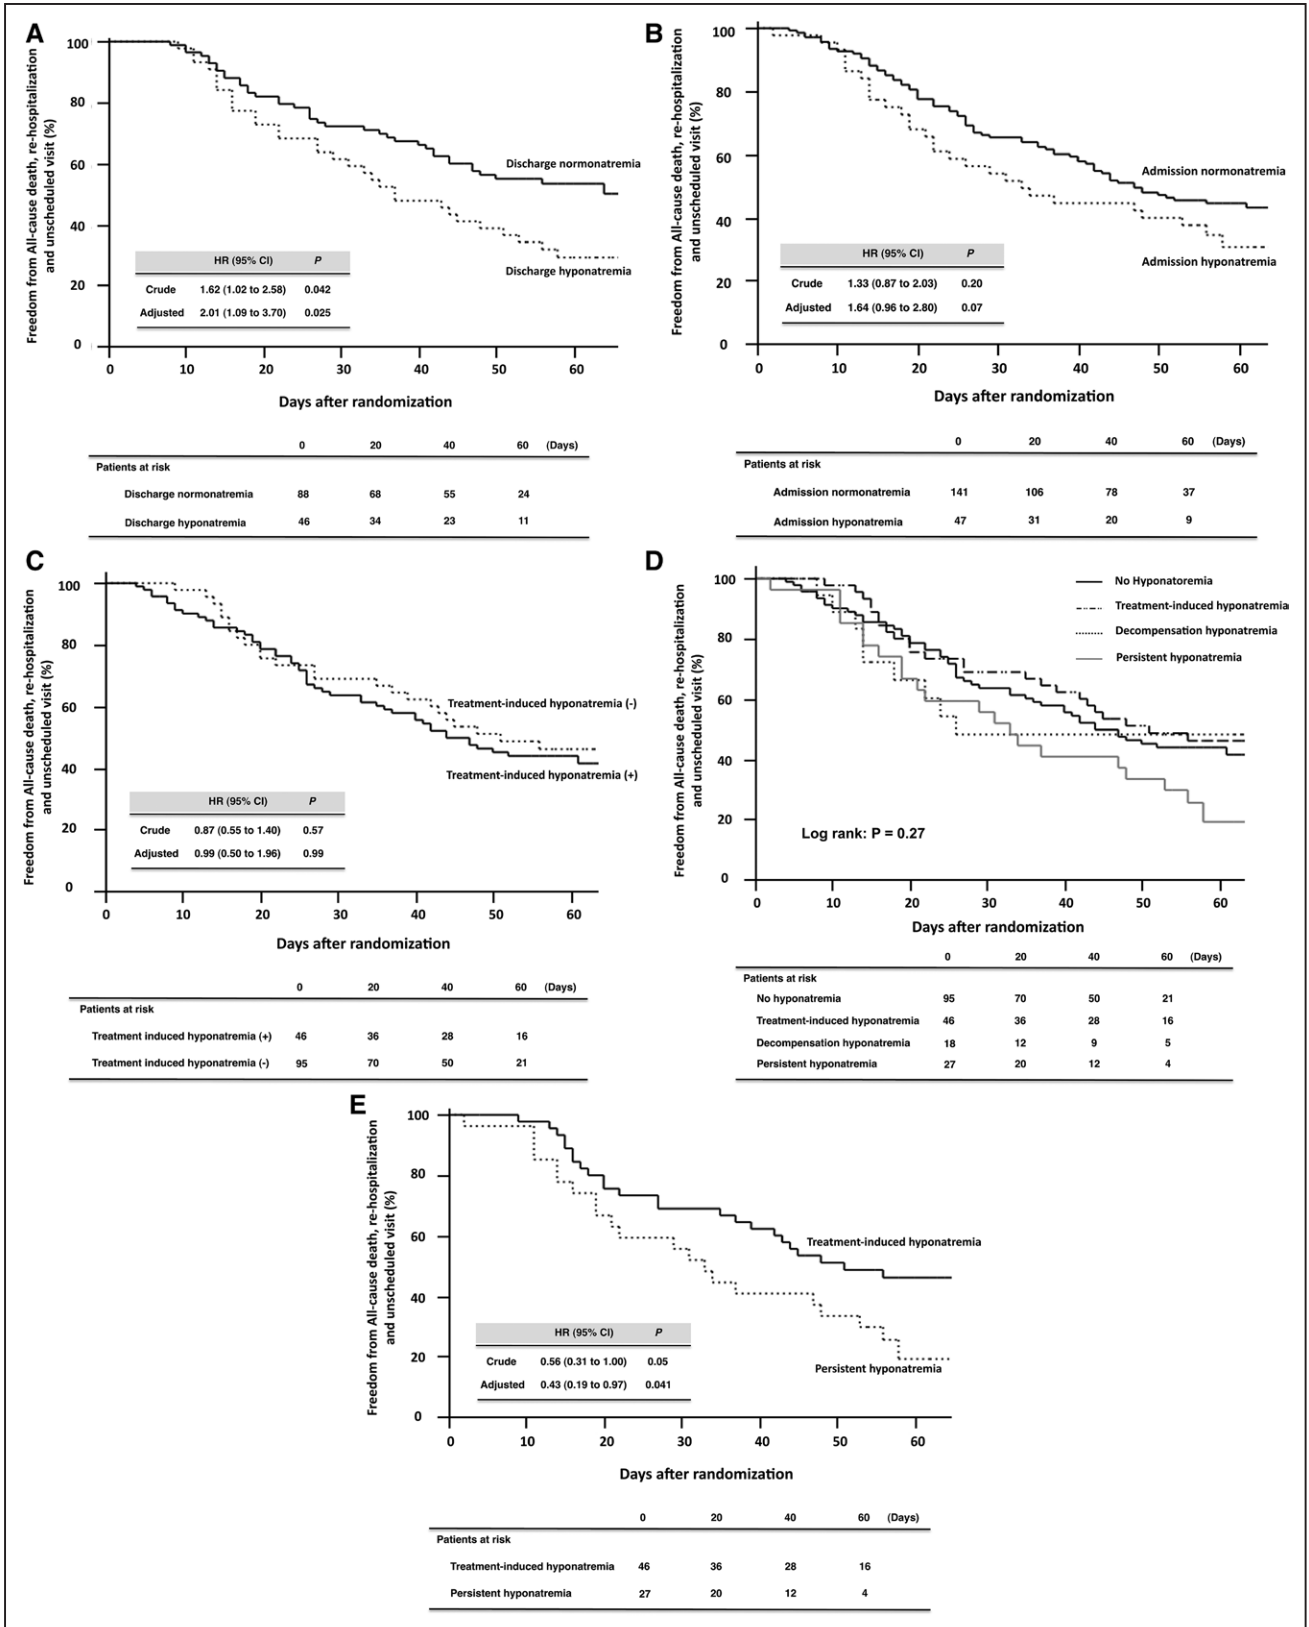 A
Freedom from All-cause death, re-hospitalization
and unscheduled visit (%)
100
80
60
40
20
0
Discharge normonatremia
Discharge hyponatremia
HR (95% CI) P
Crude 1.62 (1.02 to 2.58) 0.042
Adjusted 2.01 (1.09 to 3.70) 0.025
0 10 20 30 40 50 60
Days after randomization
0 20 40 60 (Days)
Patients at risk
Discharge normonatremia 88 68 55 24
Discharge hyponatremia 46 34 23 11
B
Freedom from All-cause death, re-hospitalization
and unscheduled visit (%)
100
80
60
40
20
0
Admission normonatremia
Admission hyponatremia
HR (95% CI) P
Crude 1.33 (0.87 to 2.03) 0.20
Adjusted 1.64 (0.96 to 2.80) 0.07
0 10 20 30 40 50 60
Days after randomization
0 20 40 60 (Days)
Patients at risk
Admission normonatremia 141 106 78 37
Admission hyponatremia 47 31 20 9
C
Freedom from All-cause death, re-hospitalization
and unscheduled visit (%)
100
80
60
40
20
0
Treatment-induced hyponatremia (-)
Treatment-induced hyponatremia (+)
HR (95% CI) P
Crude 0.87 (0.55 to 1.40) 0.57
Adjusted 0.99 (0.50 to 1.96) 0.99
0 10 20 30 40 50 60
Days after randomization
0 20 40 60 (Days)
Patients at risk
Treatment induced hyponatremia (+) 46 36 28 16
Treatment induced hyponatremia (-) 95 70 50 21
D
Freedom from All-cause death, re-hospitalization
and unscheduled visit (%)
100
80
60
40
20
0
No Hyponatoremia
Treatment-induced hyponatremia
Decompensation hyponatremia
Persistent hyponatremia
Log rank: P = 0.27
0 10 20 30 40 50 60
Days after randomization
0 20 40 60 (Days)
Patients at risk
No hyponatremia 95 70 50 21
Treatment-induced hyponatremia 46 36 28 16
Decompensation hyponatremia 18 12 9 5
Persistent hyponatremia 27 20 12 4
E
Freedom from All-cause death, re-hospitalization
and unscheduled visit (%)
100
80
60
40
20
0
Treatment-induced hyponatremia
Persistent hyponatremia
HR (95% CI) P
Crude 0.56 (0.31 to 1.00) 0.05
Adjusted 0.43 (0.19 to 0.97) 0.041
0 10 20 30 40 50 60
Days after randomization
0 20 40 60 (Days)
Patients at risk
Treatment-induced hyponatremia 46 36 28 16
Persistent hyponatremia 27 20 12 4